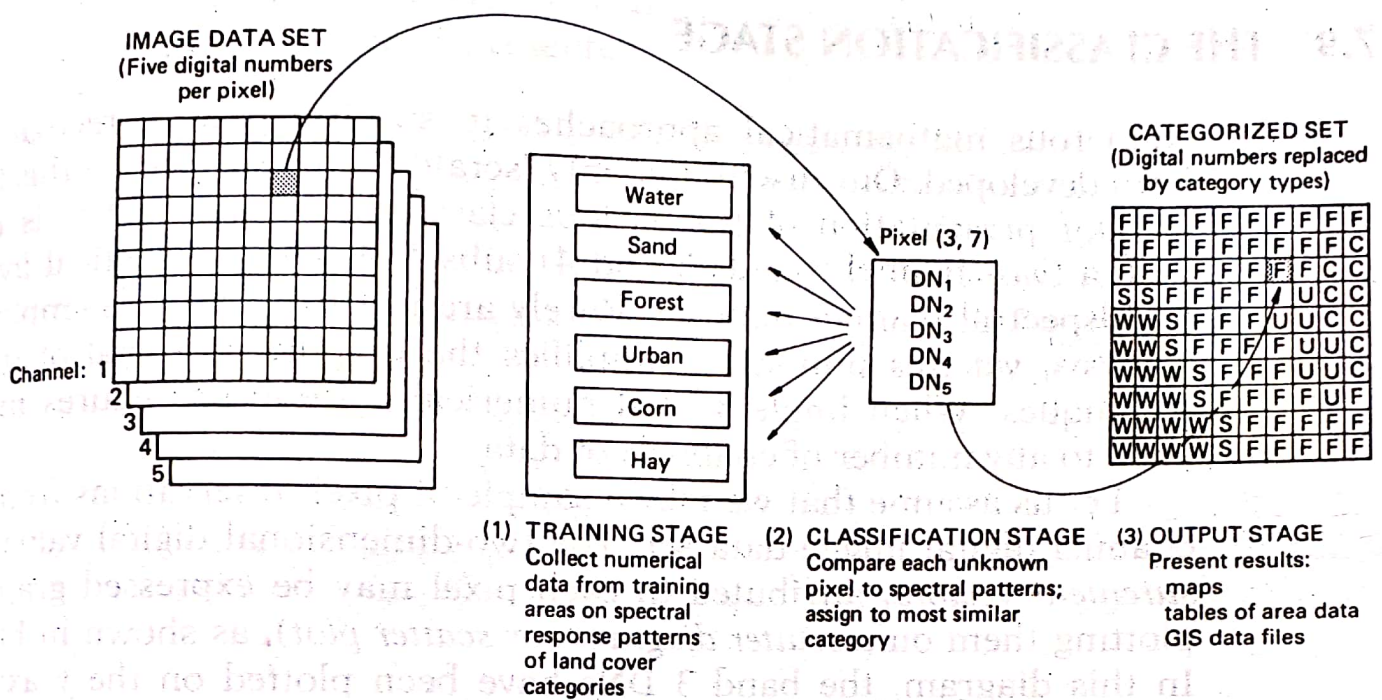 IMAGE DATA SET
(Five digital numbers
per pixel)
Channel: 1
2
3
4
5
Water
Sand
Forest
Urban
Corn
Hay
Pixel (3, 7)
DN₁
DN₂
DN₃
DN₄
DN₅
CATEGORIZED SET
(Digital numbers replaced
by category types)
F F F F F F F F F F
F F F F F F F F F C
F F F F F F F F C C
S S F F F F U C C
W W S F F F U U C C
W W S F F F F U U C
W W W S F F F U U C
W W W S F F F F U F
W W W W S F F F F F
W W W W S F F F F F
(1) TRAINING STAGE
Collect numerical
data from training
areas on spectral
response patterns
of land cover
categories
(2) CLASSIFICATION STAGE
Compare each unknown
pixel to spectral patterns;
assign to most similar
category
(3) OUTPUT STAGE
Present results:
maps
tables of area data
GIS data files